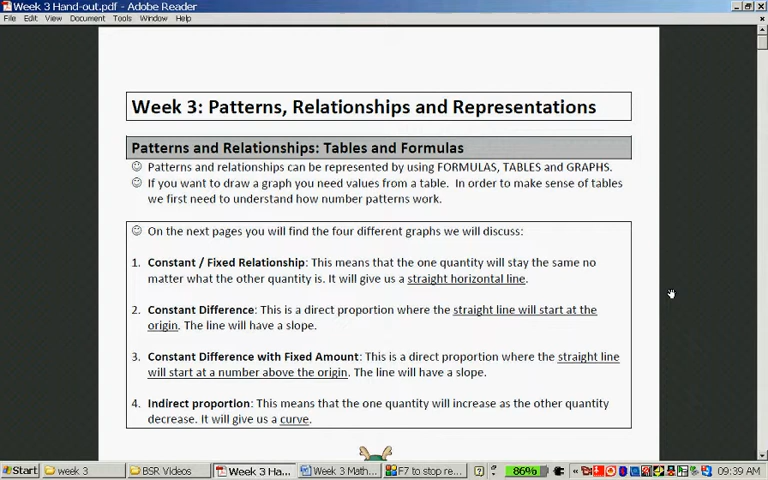 Week 3 Hand-out.pdf - Adobe Reader
File Edit View Document Tools Window Help
Week 3: Patterns, Relationships and Representations
Patterns and Relationships: Tables and Formulas
Patterns and relationships can be represented by using FORMULAS, TABLES and GRAPHS.
If you want to draw a graph you need values from a table. In order to make sense of tables
we first need to understand how number patterns work.
On the next pages you will find the four different graphs we will discuss:
1. Constant / Fixed Relationship: This means that the one quantity will stay the same no
matter what the other quantity is. It will give us a straight horizontal line.
2. Constant Difference: This is a direct proportion where the straight line will start at the
origin. The line will have a slope.
3. Constant Difference with Fixed Amount: This is a direct proportion where the straight line
will start at a number above the origin. The line will have a slope.
4. Indirect proportion: This means that the one quantity will increase as the other quantity
decrease. It will give us a curve.
Start week 3 BSR Videos Week 3 Ha... Week 3 Math... F7 to stop re... 86% « 09:39 AM